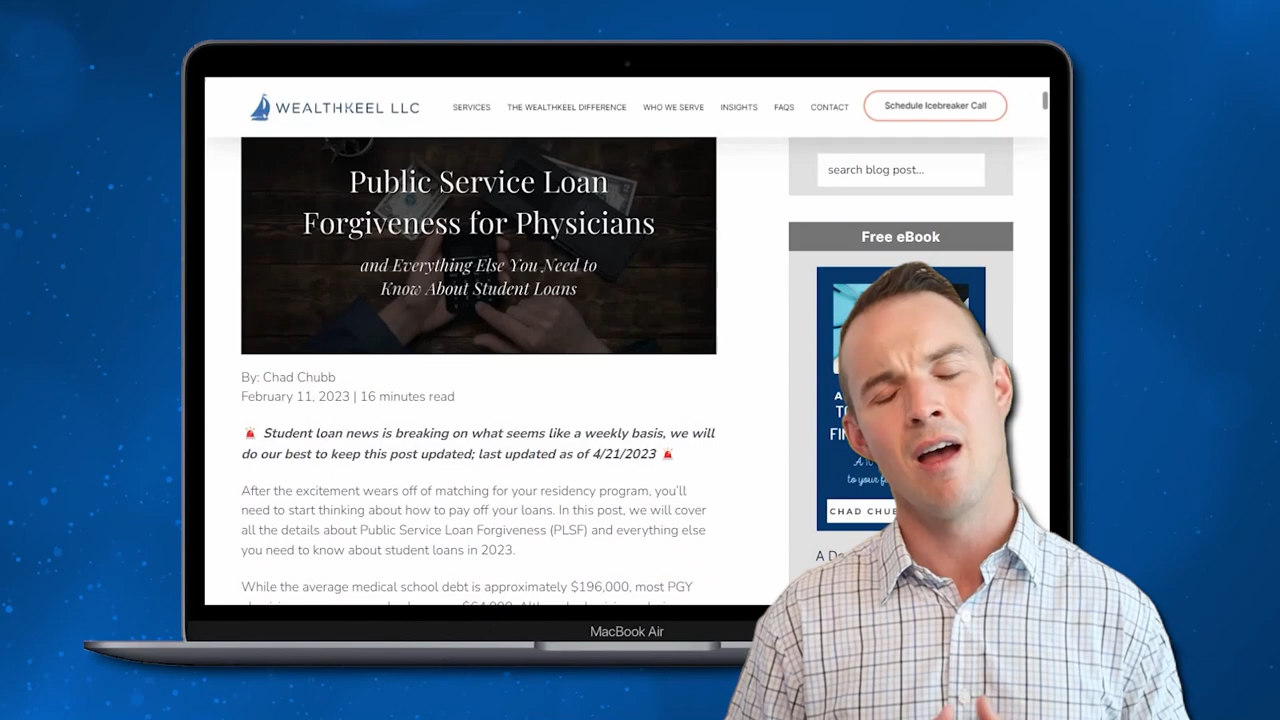 WEALTHKEEL LLC
SERVICES
THE WEALTHKEEL DIFFERENCE
WHO WE SERVE
INSIGHTS
FAQS
CONTACT
Schedule Icebreaker Call
Public Service Loan
Forgiveness for Physicians
and Everything Else You Need to
Know About Student Loans
By: Chad Chubb
February 11, 2023 | 16 minutes read
🚨 Student loan news is breaking on what seems like a weekly basis, we will
do our best to keep this post updated; last updated as of 4/21/2023 🚨
After the excitement wears off of matching for your residency program, you'll
need to start thinking about how to pay off your loans. In this post, we will cover
all the details about Public Service Loan Forgiveness (PLSF) and everything else
you need to know about student loans in 2023.
While the average medical school debt is approximately $196,000, most PGY
search blog post...
Free eBook
to your
CHAD
A
MacBook Air